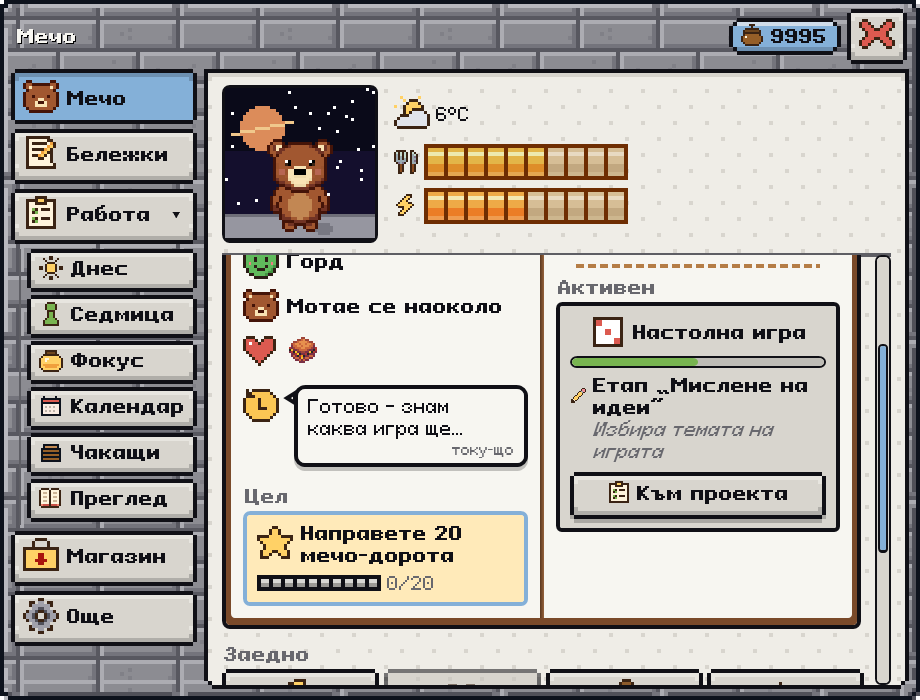 Мечо
9995
Мечо
Бележки
Работа
Днес
Седмица
Фокус
Календар
Чакащи
Преглед
Магазин
Още
6°C
Горд
Мотае се наоколо
Готово – знам
каква игра ще...
току-що
Цел
Направете 20
мечо-дорота
0/20
Активен
Настолна игра
Етап „Мислене на
идеи“
Избира темата на
играта
Към проекта
Заедно